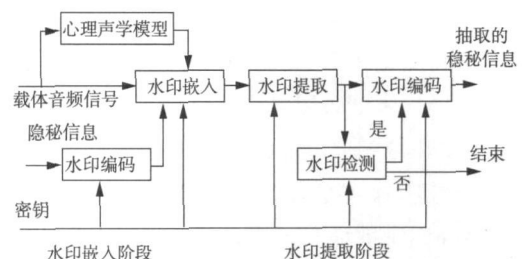 心理声学模型
抽取的
稳秘信息
水印嵌入
水印提取
水印编码
载体音频信号
隐秘信息
是
水印编码
水印检测
结束
否
密钥
水印嵌入阶段
水印提取阶段